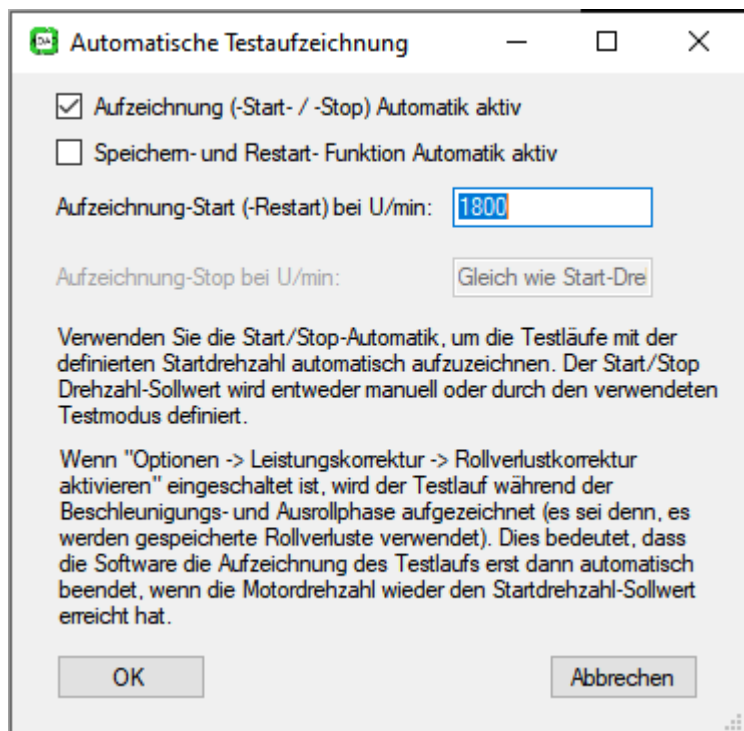 Automatische Testaufzeichnung
Aufzeichnung (-Start- / -Stop) Automatik aktiv
Speichern- und Restart- Funktion Automatik aktiv
Aufzeichnung-Start (-Restart) bei U/min: 1800
Aufzeichnung-Stop bei U/min: Gleich wie Start-Dre
Verwenden Sie die Start/Stop-Automatik, um die Testläufe mit der
definierten Startdrehzahl automatisch aufzuzeichnen. Der Start/Stop
Drehzahl-Sollwert wird entweder manuell oder durch den verwendeten
Testmodus definiert.
Wenn "Optionen -> Leistungskorrektur -> Rollverlustkorrektur
aktivieren" eingeschaltet ist, wird der Testlauf während der
Beschleunigungs- und Ausrollphase aufgezeichnet (es sei denn, es
werden gespeicherte Rollverluste verwendet). Dies bedeutet, dass
die Software die Aufzeichnung des Testlaufs erst dann automatisch
beendet, wenn die Motordrehzahl wieder den Startdrehzahl-Sollwert
erreicht hat.
OK Abbrechen